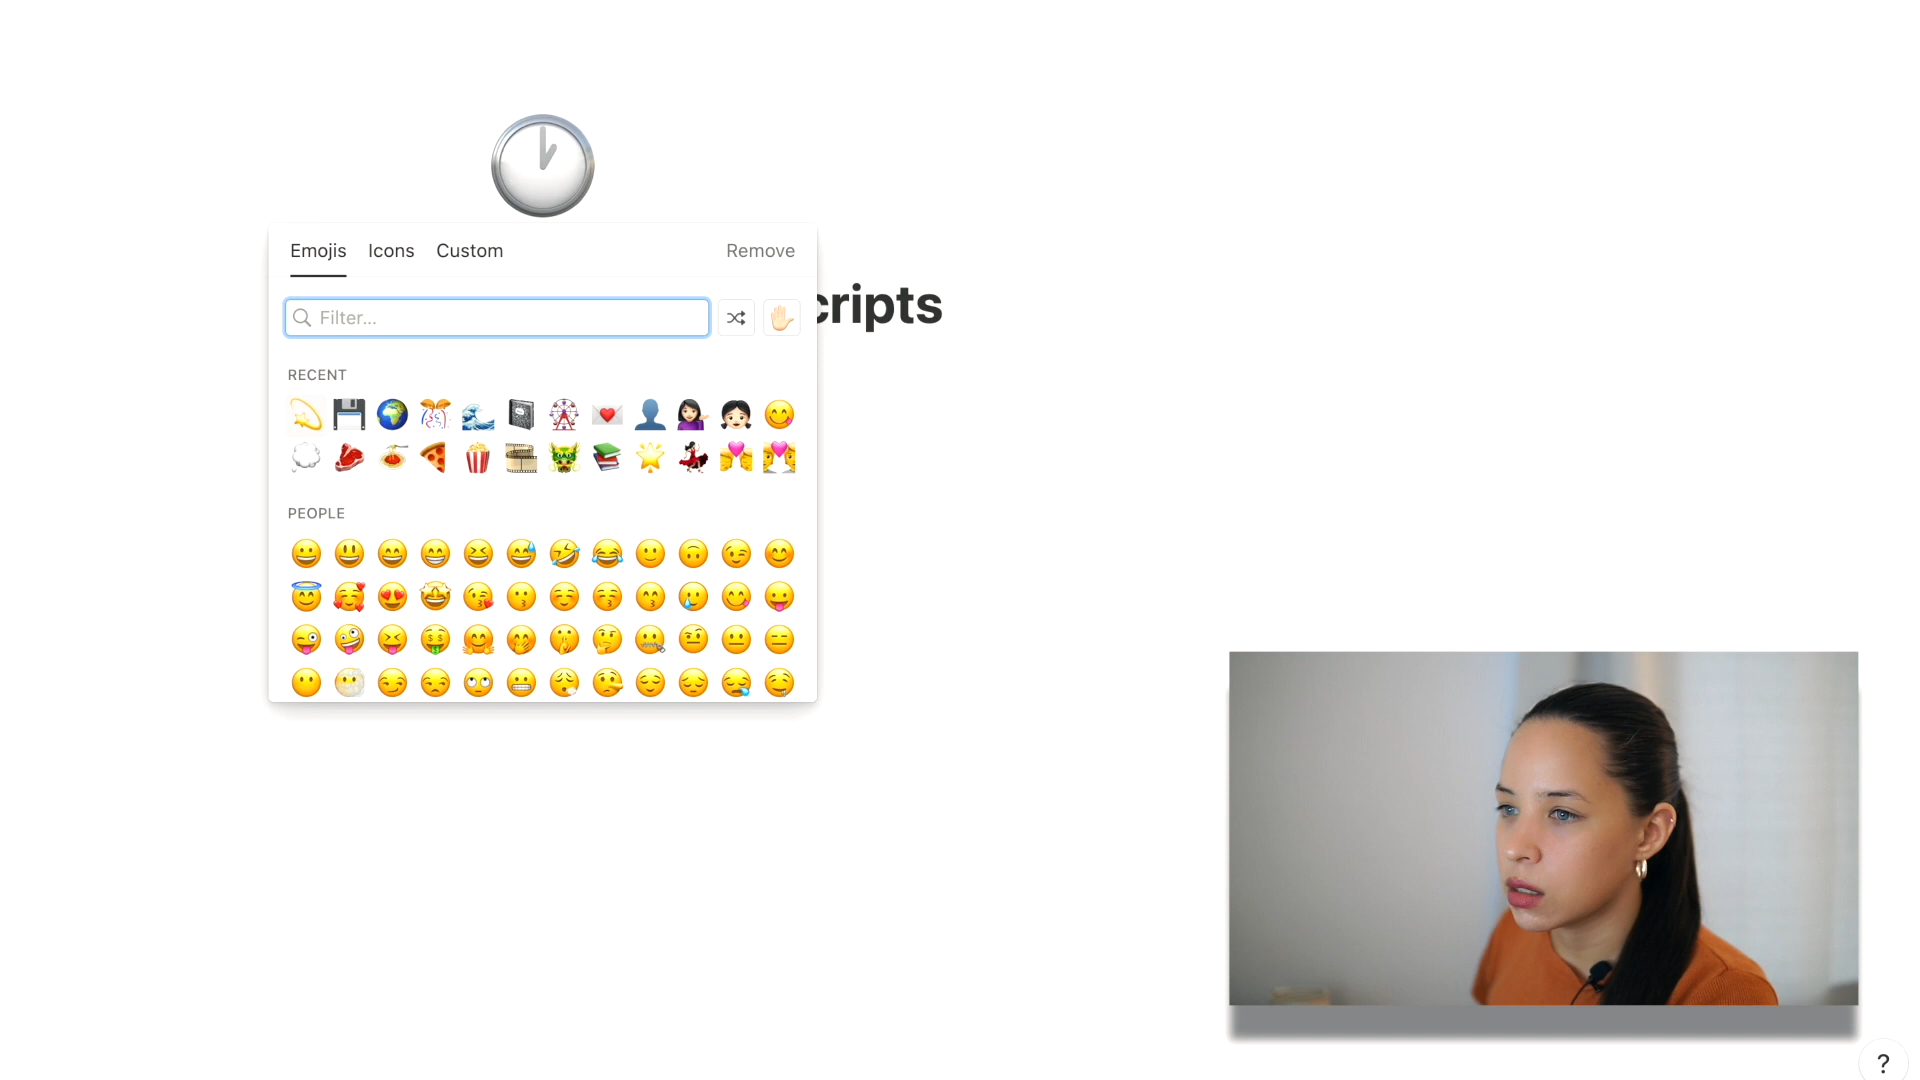 Emojis Icons Custom Remove
Filter...
cripts
RECENT
PEOPLE
?